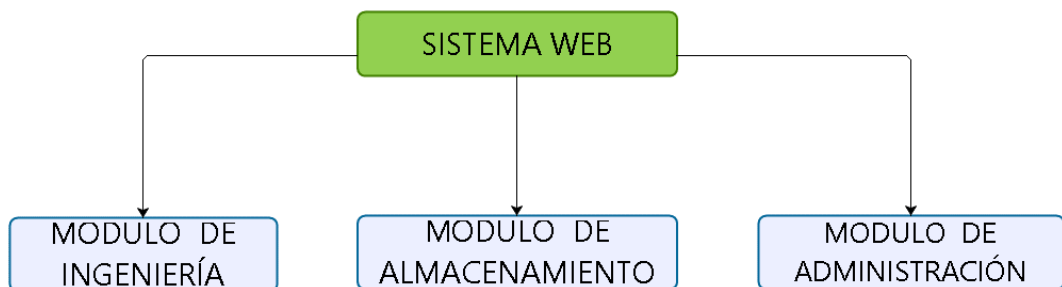 SISTEMA WEB
MODULO DE
INGENIERÍA
MODULO DE
ALMACENAMIENTO
MODULO DE
ADMINISTRACIÓN